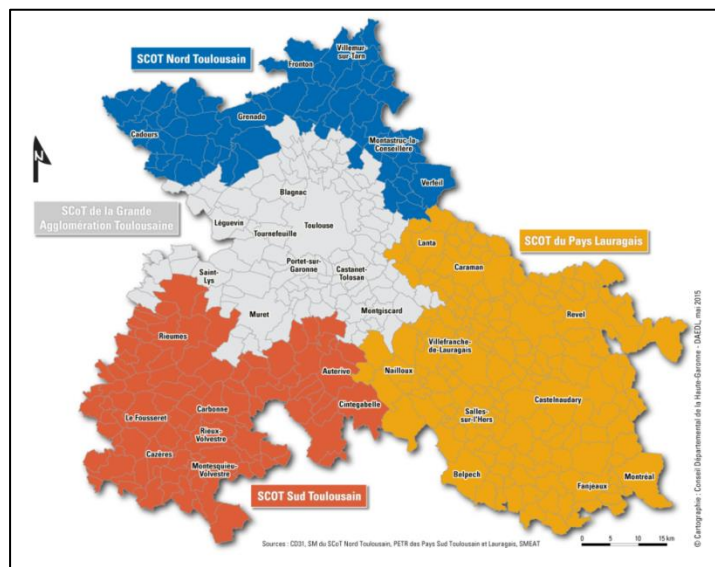 SCOT Nord Toulousain
Villemur-
sur-Tarn
Fronton
Grenade
Cadours
Montastruc-la-
Conseillère
Verfeil
N
Blagnac
SCoT de la Grande
Agglomération Toulousaine
Léguevin
Tournefeuille
Toulouse
Lanta
SCOT du Pays Lauragais
Caraman
Portet-sur-
Garonne
Castanet-
Tolosan
Saint-
Lys
Muret
Montgiscard
Revel
Rieumes
Villefranche-
de-Lauragais
Nailloux
Auterive
Cintegabelle
Castelnaudary
Le Fousseret
Carbonne
Salles-
sur-l'Hers
Rieux-
Volvestre
Cazères
Montesquieu-
Volvestre
Belpech
Fanjeaux
Montréal
SCOT Sud Toulousain
Sources : CD31, SM du SCoT Nord Toulousain, PETR des Pays Sud Toulousain et Lauragais, SMEAT
0 5 10 15 km
© Cartographie : Conseil Départemental de la Haute-Garonne - DAEDL, mai 2015